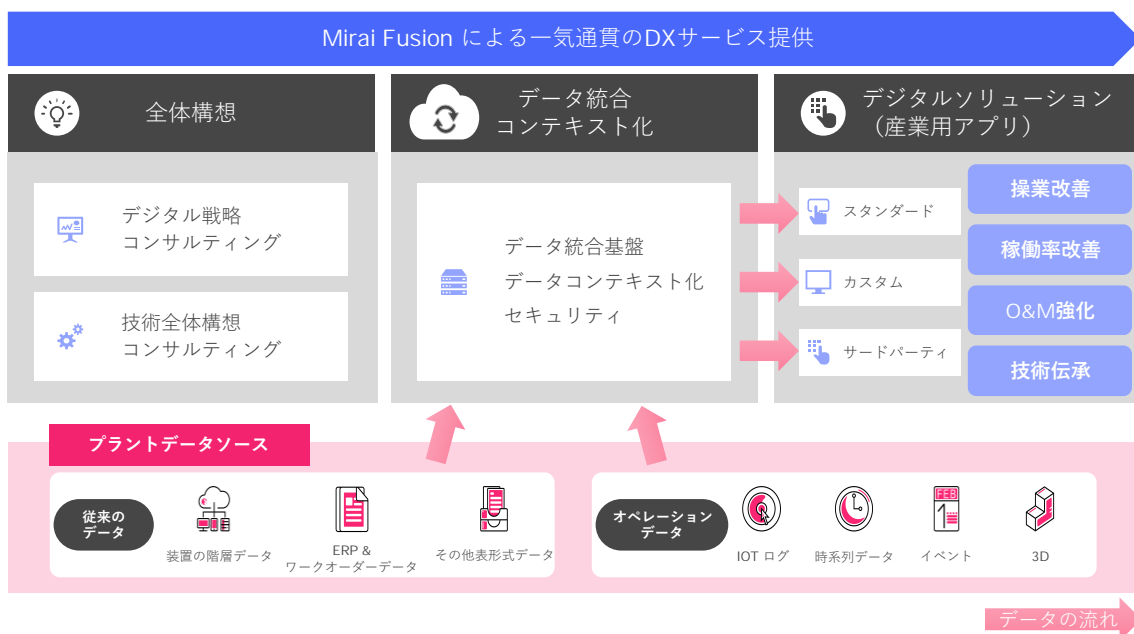 Mirai Fusion による一気通貫のDXサービス提供
全体構想
データ統合
コンテキスト化
デジタルソリューション
（産業用アプリ）
デジタル戦略
コンサルティング
技術全体構想
コンサルティング
データ統合基盤
データコンテキスト化
セキュリティ
スタンダード
カスタム
サードパーティ
操業改善
稼働率改善
O&M強化
技術伝承
プラントデータソース
従来の
データ
装置の階層データ
ERP &
ワークオーダーデータ
その他表形式データ
オペレーション
データ
IOT ログ
時系列データ
FEB
1
イベント
3D
データの流れ